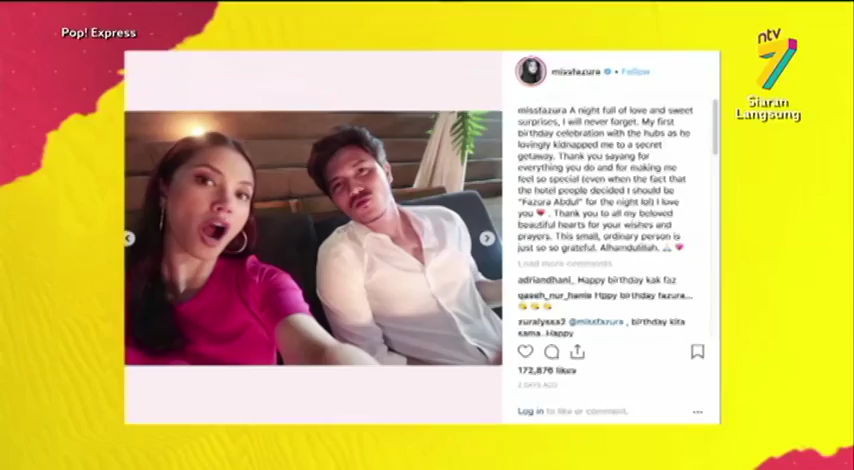 Pop! Express
ntv
7
Siaran
Langsung
missfazura • Follow
missfazura A night full of love and sweet
surprises, I will never forget. My first
birthday celebration with the hubs as he
lovingly kidnapped me to a secret
getaway. Thank you sayang for
everything you do and for making me
feel so special (even when the fact that
the hotel people decided I should be
"Fazura Abdul" for the night lol) I love
you ❤️ . Thank you to all my beloved
beautiful hearts for your wishes and
prayers. This small, ordinary person is
just so so grateful. Alhamdulillah. 🙏 💗
Load more comments
adriandhani_ Happy birthday kak faz
birthday fazura...
😘 😘 😘
zuralyssa2 @missfazura , birthday kita
sama. Happy
172,876 likes
2 DAYS AGO
Log in to like or comment.